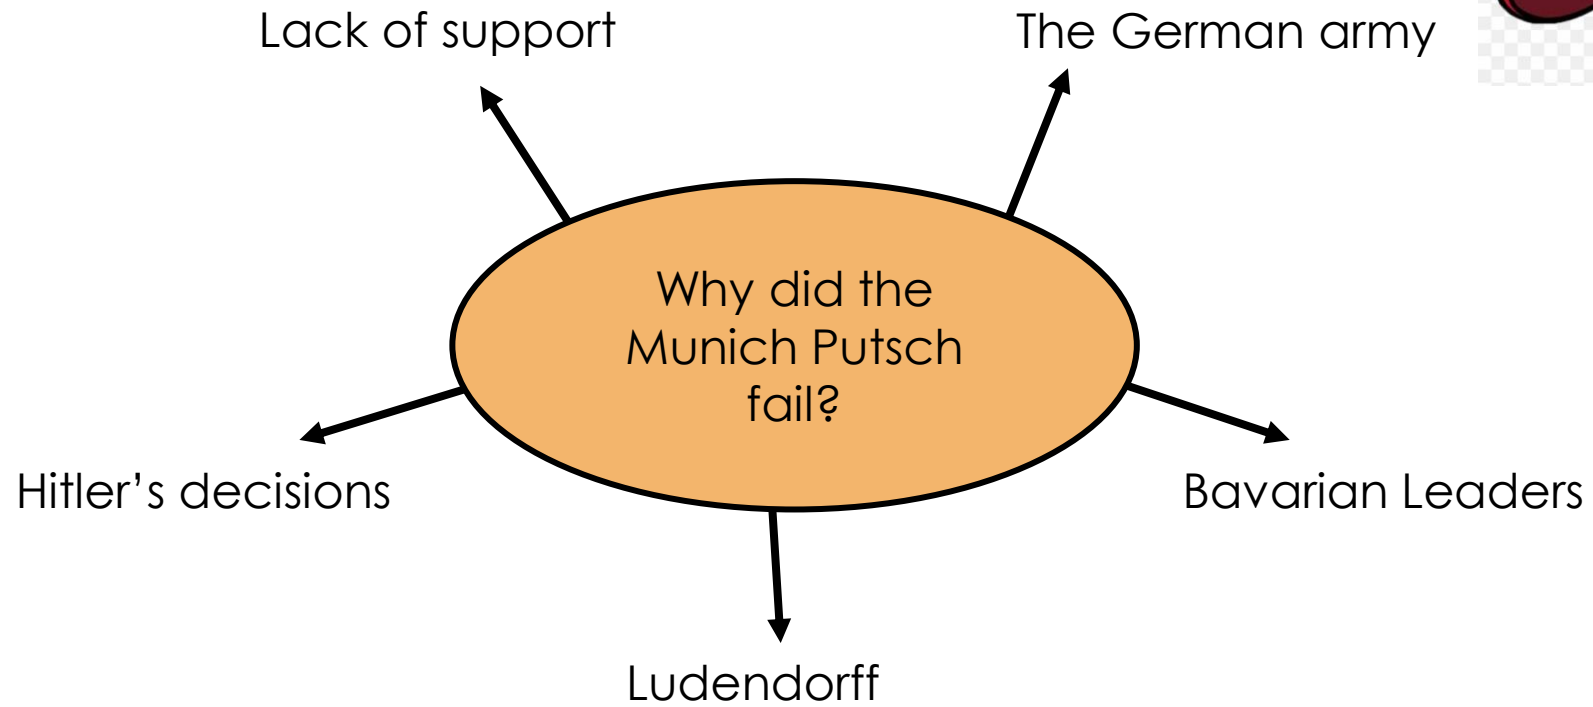 Lack of support
The German army
Why did the
Munich Putsch
fail?
Hitler’s decisions
Bavarian Leaders
Ludendorff